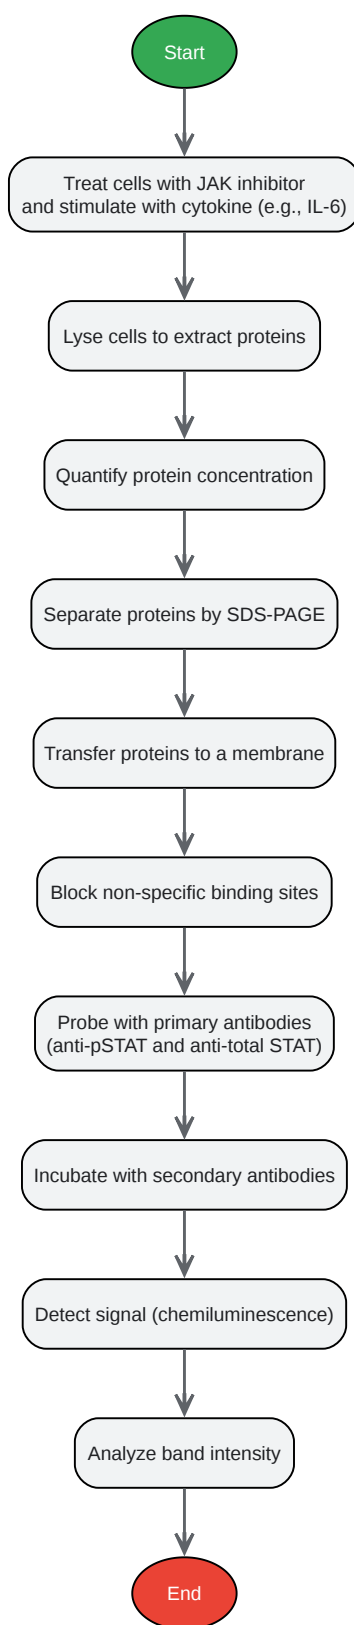 Start
Treat cells with JAK inhibitor
and stimulate with cytokine (e.g., IL-6)
Lyse cells to extract proteins
Quantify protein concentration
Separate proteins by SDS-PAGE
Transfer proteins to a membrane
Block non-specific binding sites
Probe with primary antibodies
(anti-pSTAT and anti-total STAT)
Incubate with secondary antibodies
Detect signal (chemiluminescence)
Analyze band intensity
End